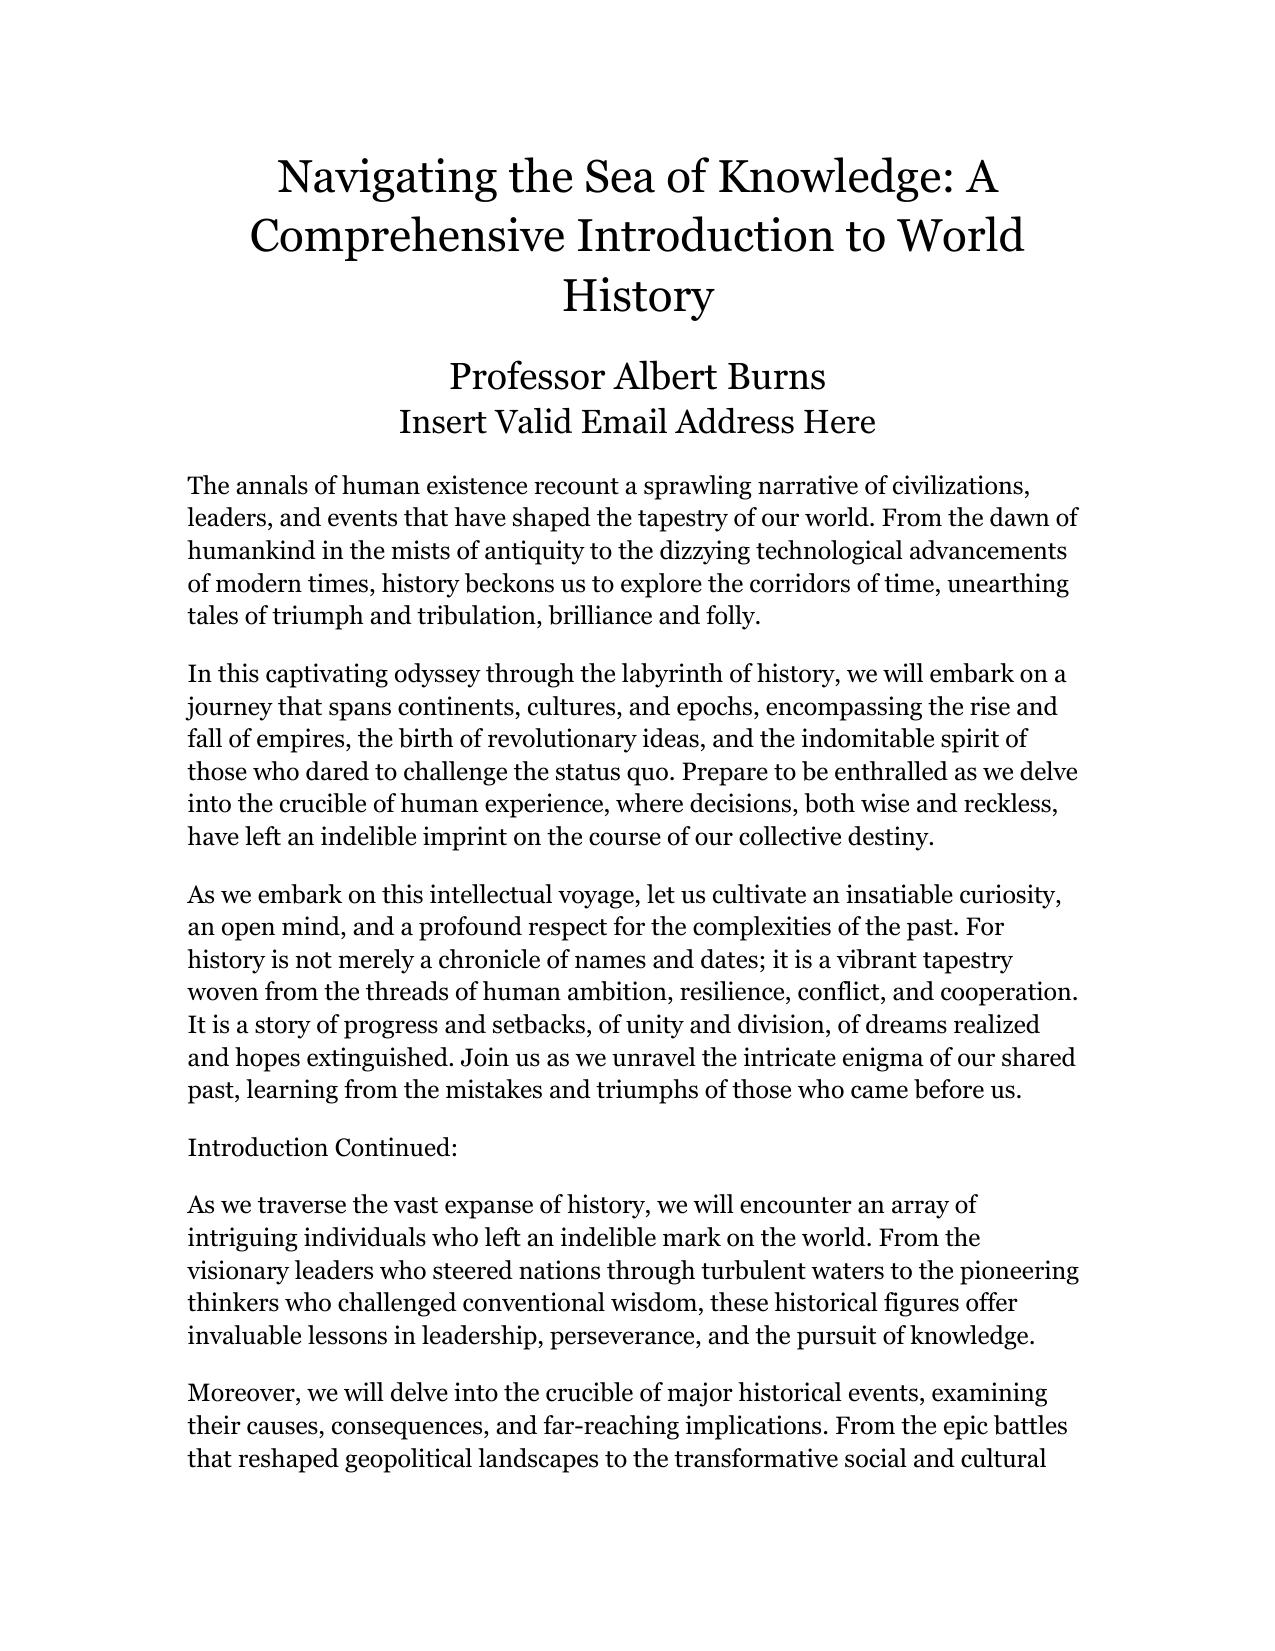 Navigating the Sea of Knowledge: A
Comprehensive Introduction to World
History
Professor Albert Burns
Insert Valid Email Address Here
The annals of human existence recount a sprawling narrative of civilizations,
leaders, and events that have shaped the tapestry of our world. From the dawn of
humankind in the mists of antiquity to the dizzying technological advancements
of modern times, history beckons us to explore the corridors of time, unearthing
tales of triumph and tribulation, brilliance and folly.
In this captivating odyssey through the labyrinth of history, we will embark on a
journey that spans continents, cultures, and epochs, encompassing the rise and
fall of empires, the birth of revolutionary ideas, and the indomitable spirit of
those who dared to challenge the status quo. Prepare to be enthralled as we delve
into the crucible of human experience, where decisions, both wise and reckless,
have left an indelible imprint on the course of our collective destiny.
As we embark on this intellectual voyage, let us cultivate an insatiable curiosity,
an open mind, and a profound respect for the complexities of the past. For
history is not merely a chronicle of names and dates; it is a vibrant tapestry
woven from the threads of human ambition, resilience, conflict, and cooperation.
It is a story of progress and setbacks, of unity and division, of dreams realized
and hopes extinguished. Join us as we unravel the intricate enigma of our shared
past, learning from the mistakes and triumphs of those who came before us.
Introduction Continued:
As we traverse the vast expanse of history, we will encounter an array of
intriguing individuals who left an indelible mark on the world. From the
visionary leaders who steered nations through turbulent waters to the pioneering
thinkers who challenged conventional wisdom, these historical figures offer
invaluable lessons in leadership, perseverance, and the pursuit of knowledge.
Moreover, we will delve into the crucible of major historical events, examining
their causes, consequences, and far-reaching implications. From the epic battles
that reshaped geopolitical landscapes to the transformative social and cultural